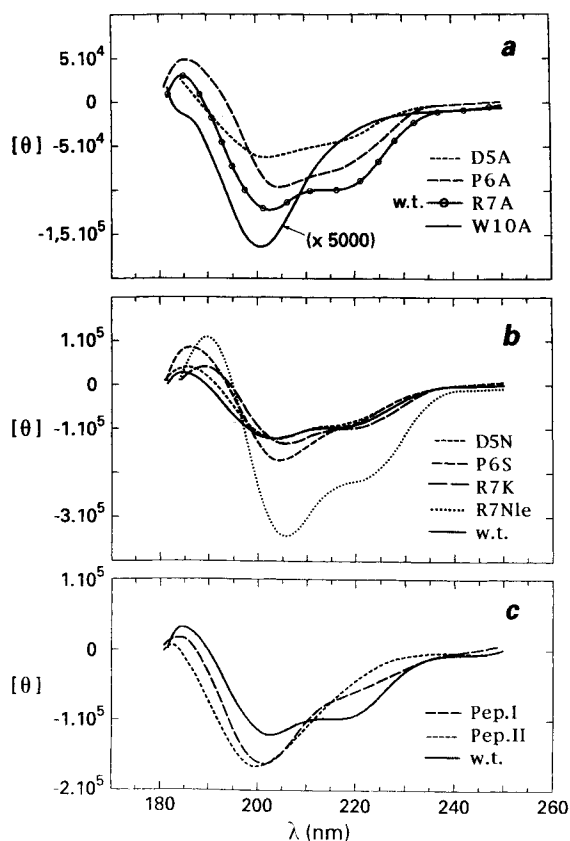 a
5.10⁴
0
[θ]
-5.10⁴
-1,5.10⁵
D5A
P6A
w.t. R7A
W10A
(x 5000)
b
1.10⁵
0
[θ]
-1.10⁵
-3.10⁵
D5N
P6S
R7K
R7Nle
w.t.
c
1.10⁵
0
[θ]
-1.10⁵
-2.10⁵
Pep.I
Pep.II
w.t.
180 200 220 240 260
λ (nm)